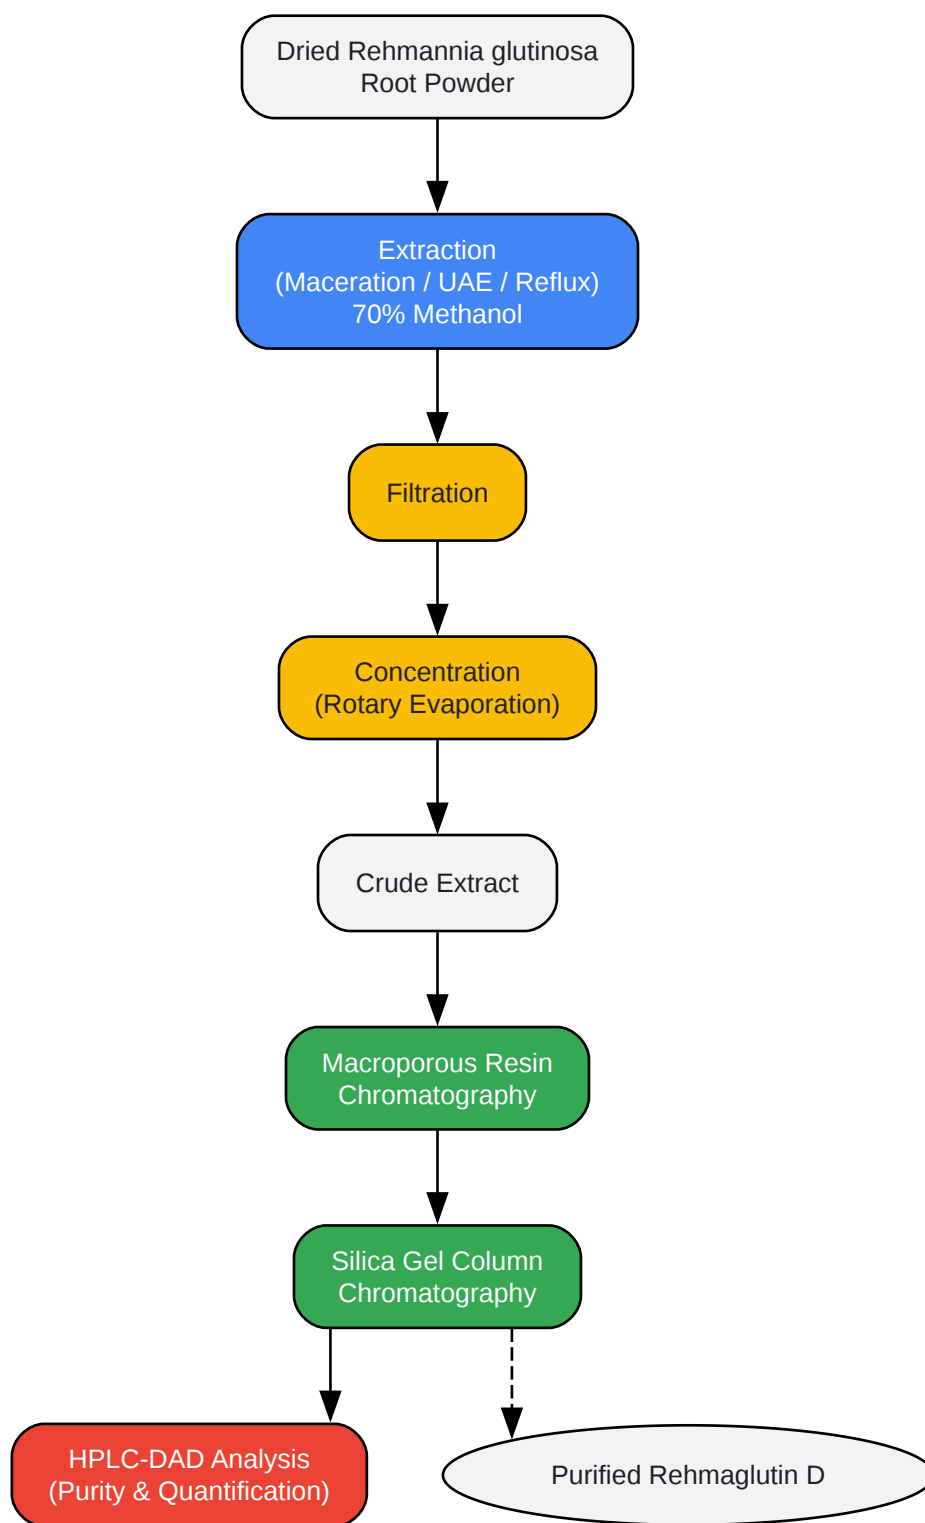 Dried Rehmannia glutinosa
Root Powder
Extraction
(Maceration / UAE / Reflux)
70% Methanol
Filtration
Concentration
(Rotary Evaporation)
Crude Extract
Macroporous Resin
Chromatography
Silica Gel Column
Chromatography
HPLC-DAD Analysis
(Purity & Quantification)
Purified Rehmaglutin D